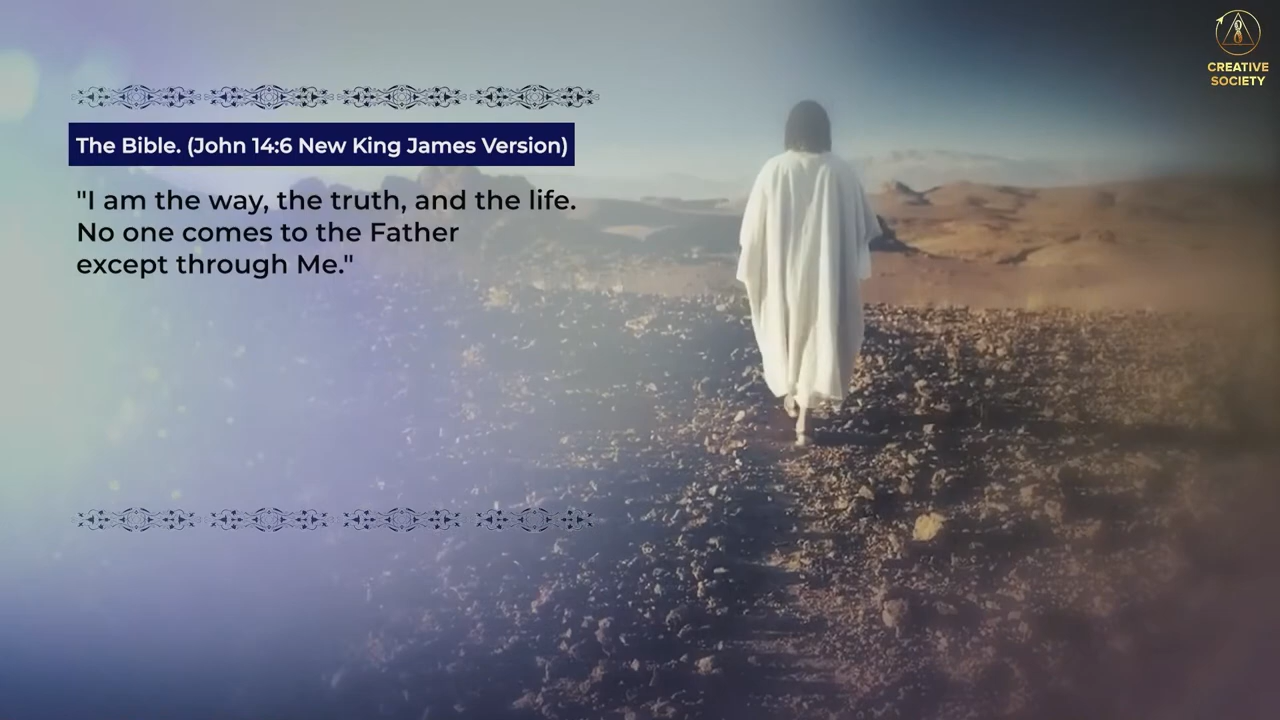 The Bible. (John 14:6 New King James Version)
"I am the way, the truth, and the life.
No one comes to the Father
except through Me."
CREATIVE
SOCIETY